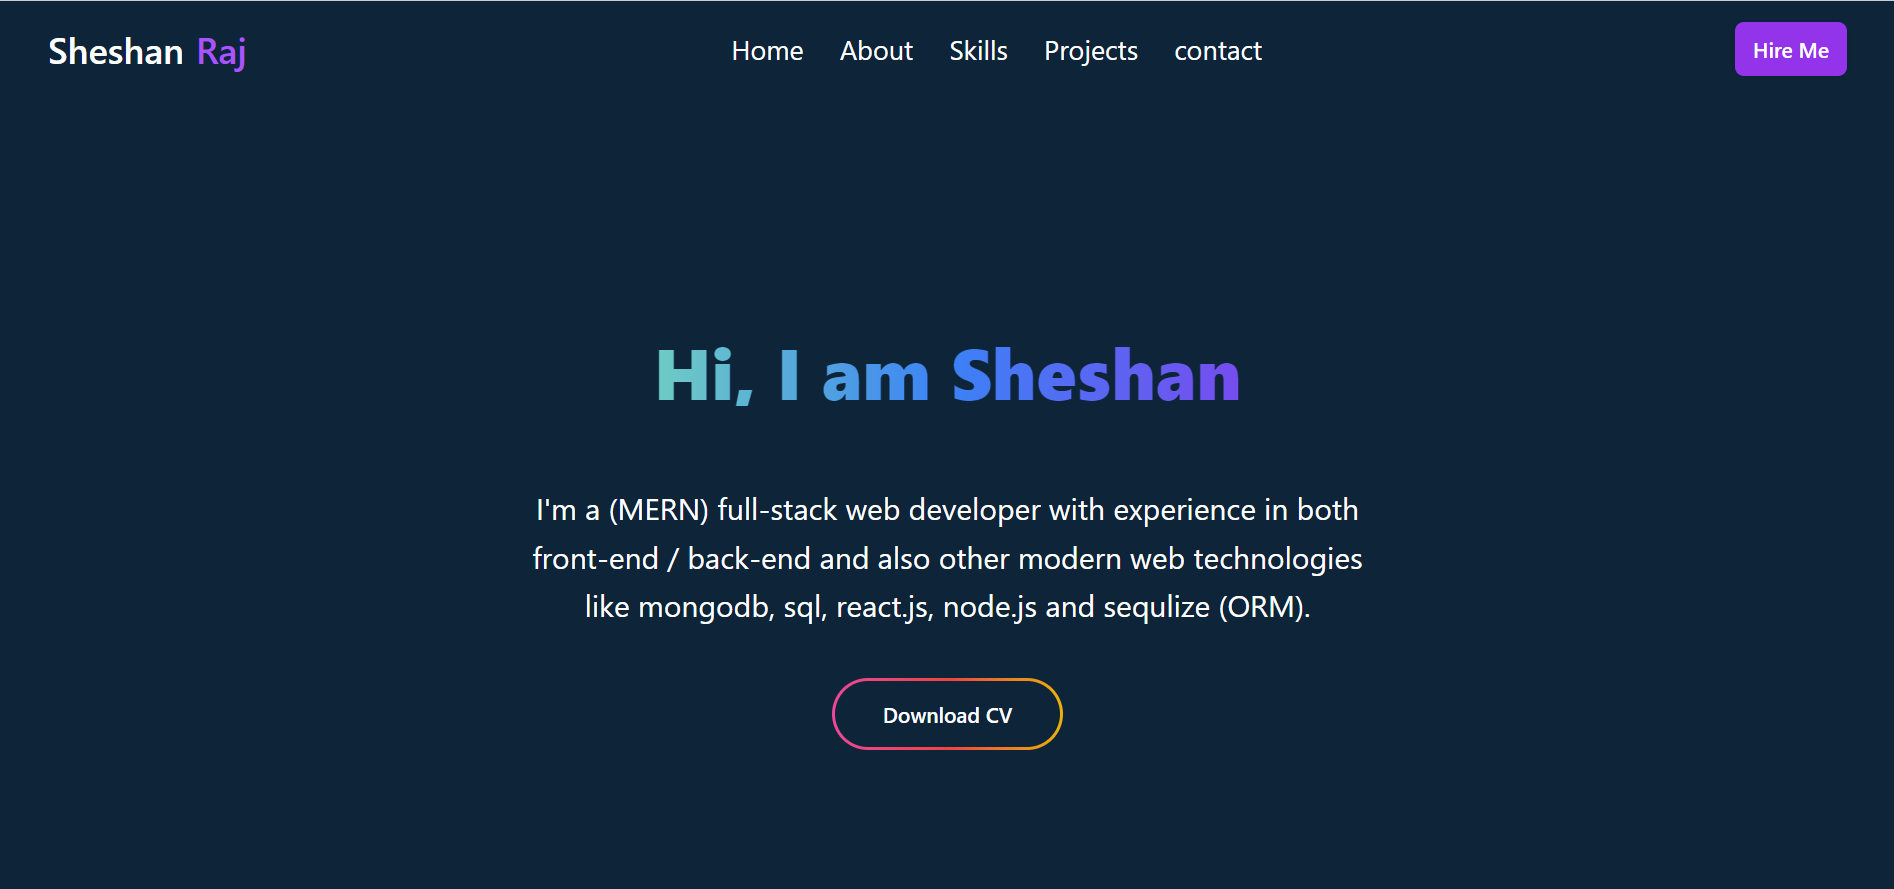 Sheshan Raj
Home About Skills Projects contact
Hire Me
Hi, I am Sheshan
I'm a (MERN) full-stack web developer with experience in both
front-end / back-end and also other modern web technologies
like mongodb, sql, react.js, node.js and sequlize (ORM).
Download CV